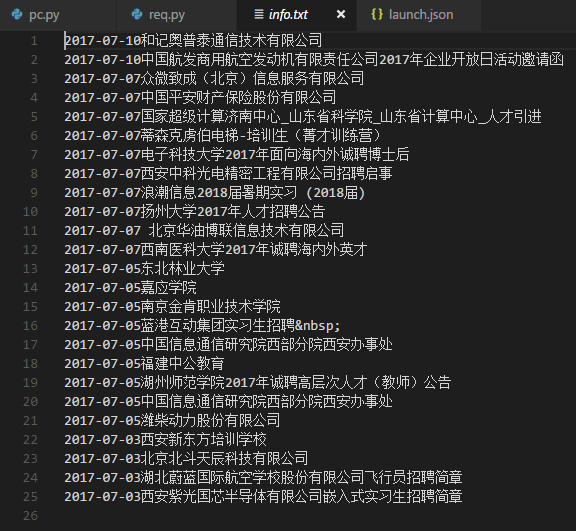 pc.py req.py info.txt launch.json
1 2017-07-10和记奥普泰通信技术有限公司
2 2017-07-10中国航发商用航空发动机有限责任公司2017年企业开放日活动邀请函
3 2017-07-07众微致成（北京）信息服务有限公司
4 2017-07-07中国平安财产保险股份有限公司
5 2017-07-07国家超级计算济南中心_山东省科学院_山东省计算中心_人才引进
6 2017-07-07蒂森克虏伯电梯-培训生（菁才训练营）
7 2017-07-07电子科技大学2017年面向海内外诚聘博士后
8 2017-07-07西安中科光电精密工程有限公司招聘启事
9 2017-07-07浪潮信息2018届暑期实习 (2018届)
10 2017-07-07扬州大学2017年人才招聘公告
11 2017-07-07 北京华油博联信息技术有限公司
12 2017-07-07西南医科大学2017年诚聘海内外英才
13 2017-07-05东北林业大学
14 2017-07-05嘉应学院
15 2017-07-05南京金肯职业技术学院
16 2017-07-05蓝港互动集团实习生招聘&nbsp;
17 2017-07-05中国信息通信研究院西部分院西安办事处
18 2017-07-05福建中公教育
19 2017-07-05湖州师范学院2017年诚聘高层次人才（教师）公告
20 2017-07-05中国信息通信研究院西部分院西安办事处
21 2017-07-05潍柴动力股份有限公司
22 2017-07-03西安新东方培训学校
23 2017-07-03北京北斗天辰科技有限公司
24 2017-07-03湖北蔚蓝国际航空学校股份有限公司飞行员招聘简章
25 2017-07-03西安紫光国芯半导体有限公司嵌入式实习生招聘简章
26